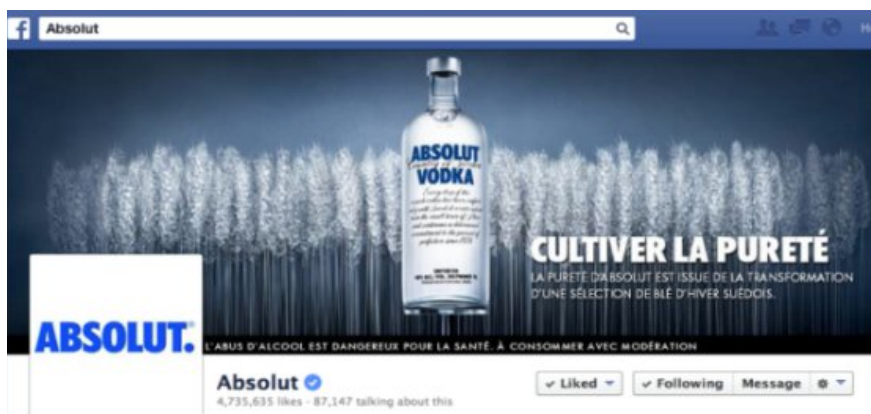 f Absolut
H
ABSOLUT
VODKA
CULTIVER LA PURETÉ
LA PURETÉ D'ABSOLUT EST ISSUE DE LA TRANSFORMATION
D'UNE SÉLECTION DE BLÉ D'HIVER SUÉDOIS.
ABSOLUT.
L'ABUS D'ALCOOL EST DANGEREUX POUR LA SANTÉ. À CONSOMMER AVEC MODÉRATION
Absolut
Liked Following Message
4,735,635 likes · 87,147 talking about this